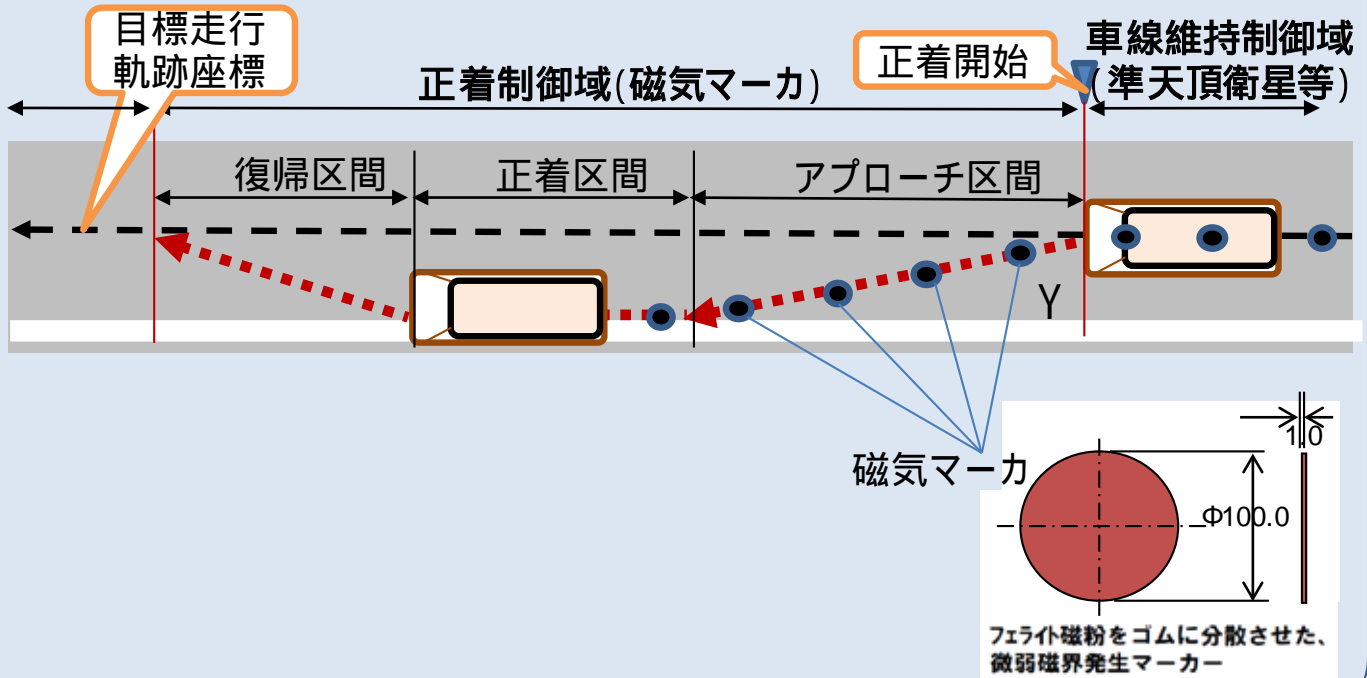 目標走行
軌跡座標
正着制御域(磁気マーカ)
正着開始
車線維持制御域
(準天頂衛星等)
復帰区間
正着区間
アプローチ区間
Y
磁気マーカ
1.0
Φ100.0
フェライト磁粉をゴムに分散させた、
微弱磁界発生マーカー